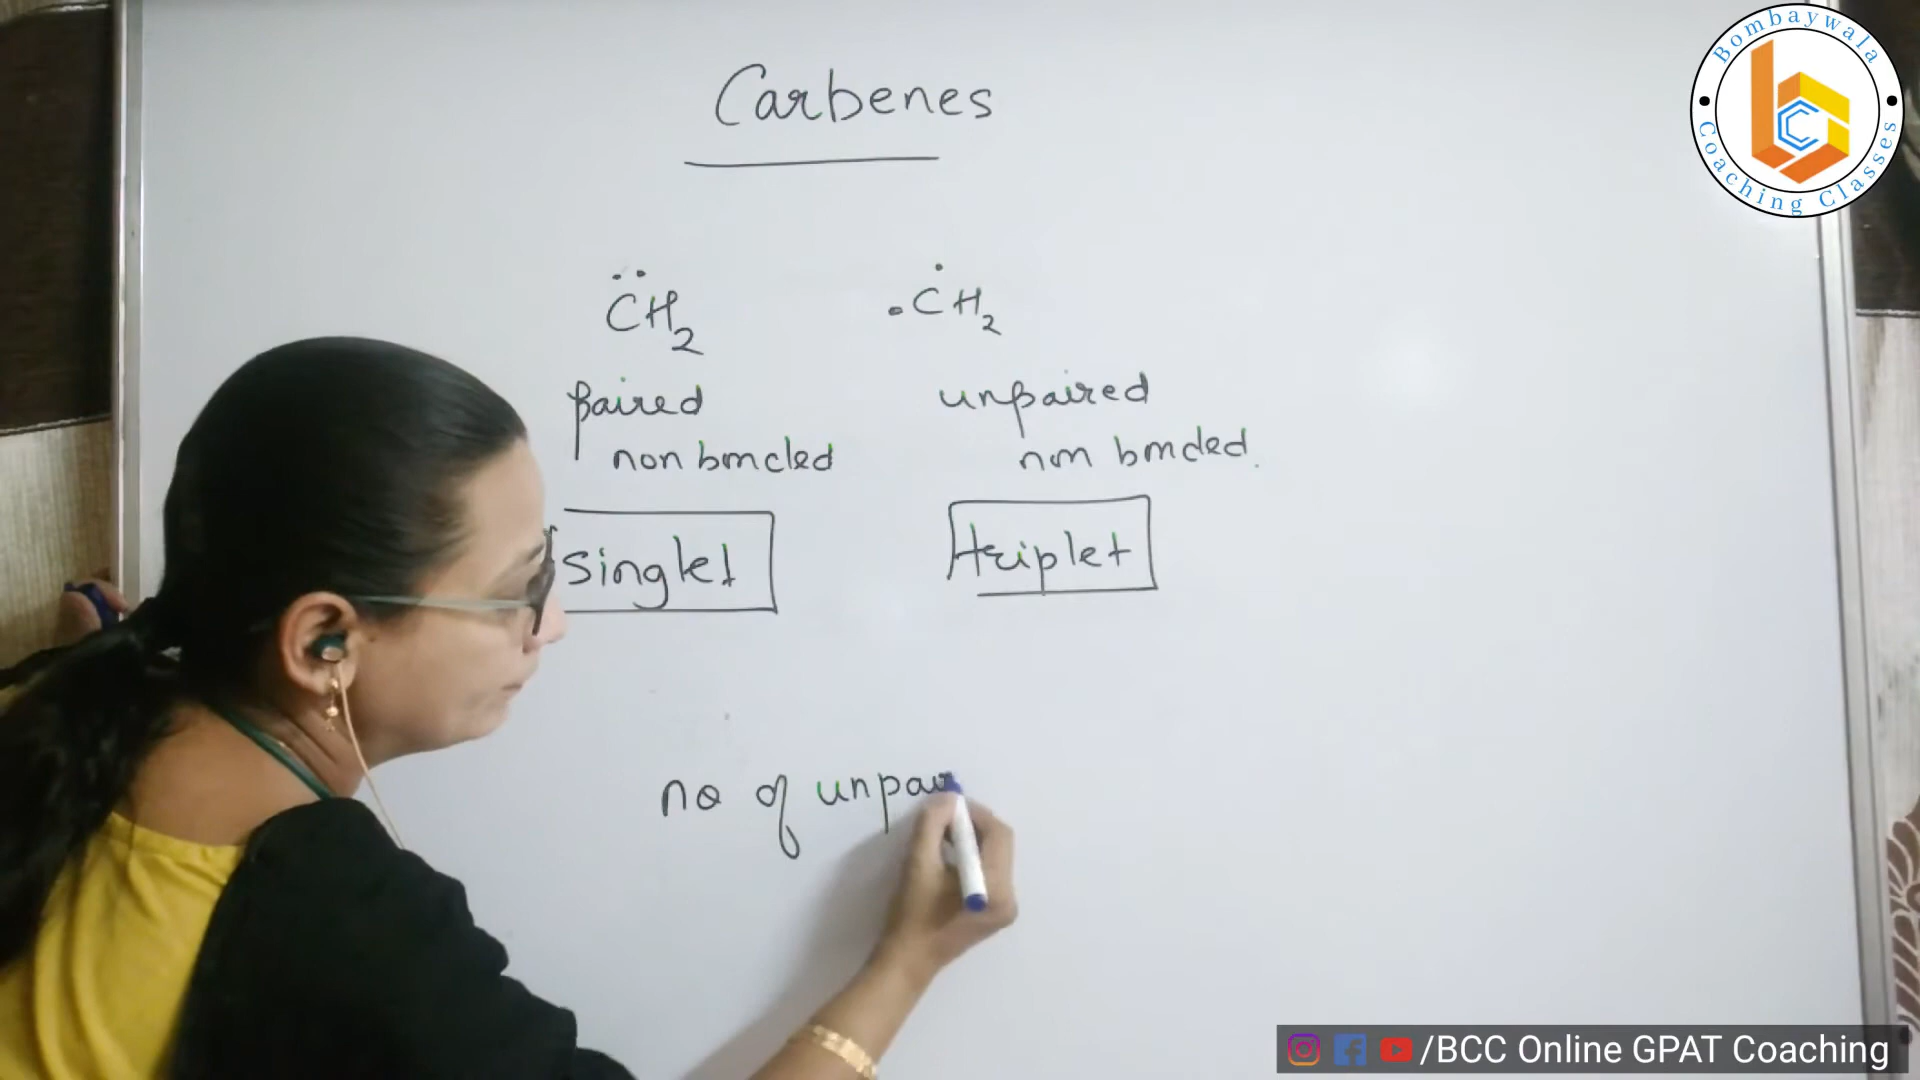 Carbenes
C̈H2
·ĊH2
paired
non bonded
unpaired
non bonded.
Singlet
triplet
no of unpai
Bombaywala
Coaching Classes
/BCC Online GPAT Coaching